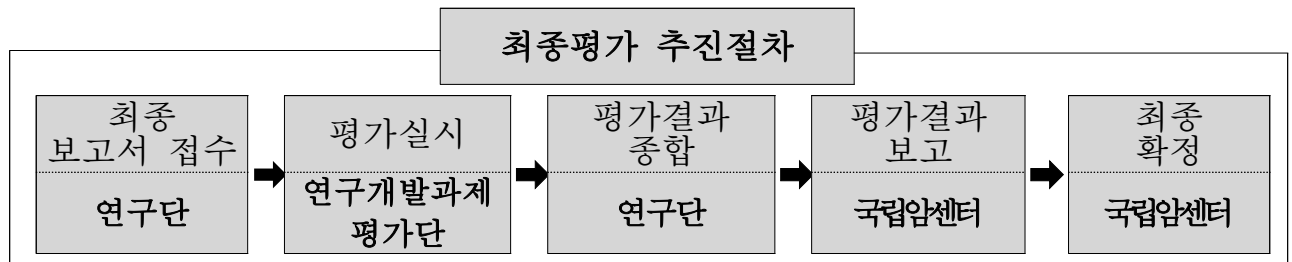 최종평가 추진절차
최종
보고서 접수
연구단
평가실시
연구개발과제
평가단
평가결과
종합
연구단
평가결과
보고
국립암센터
최종
확정
국립암센터